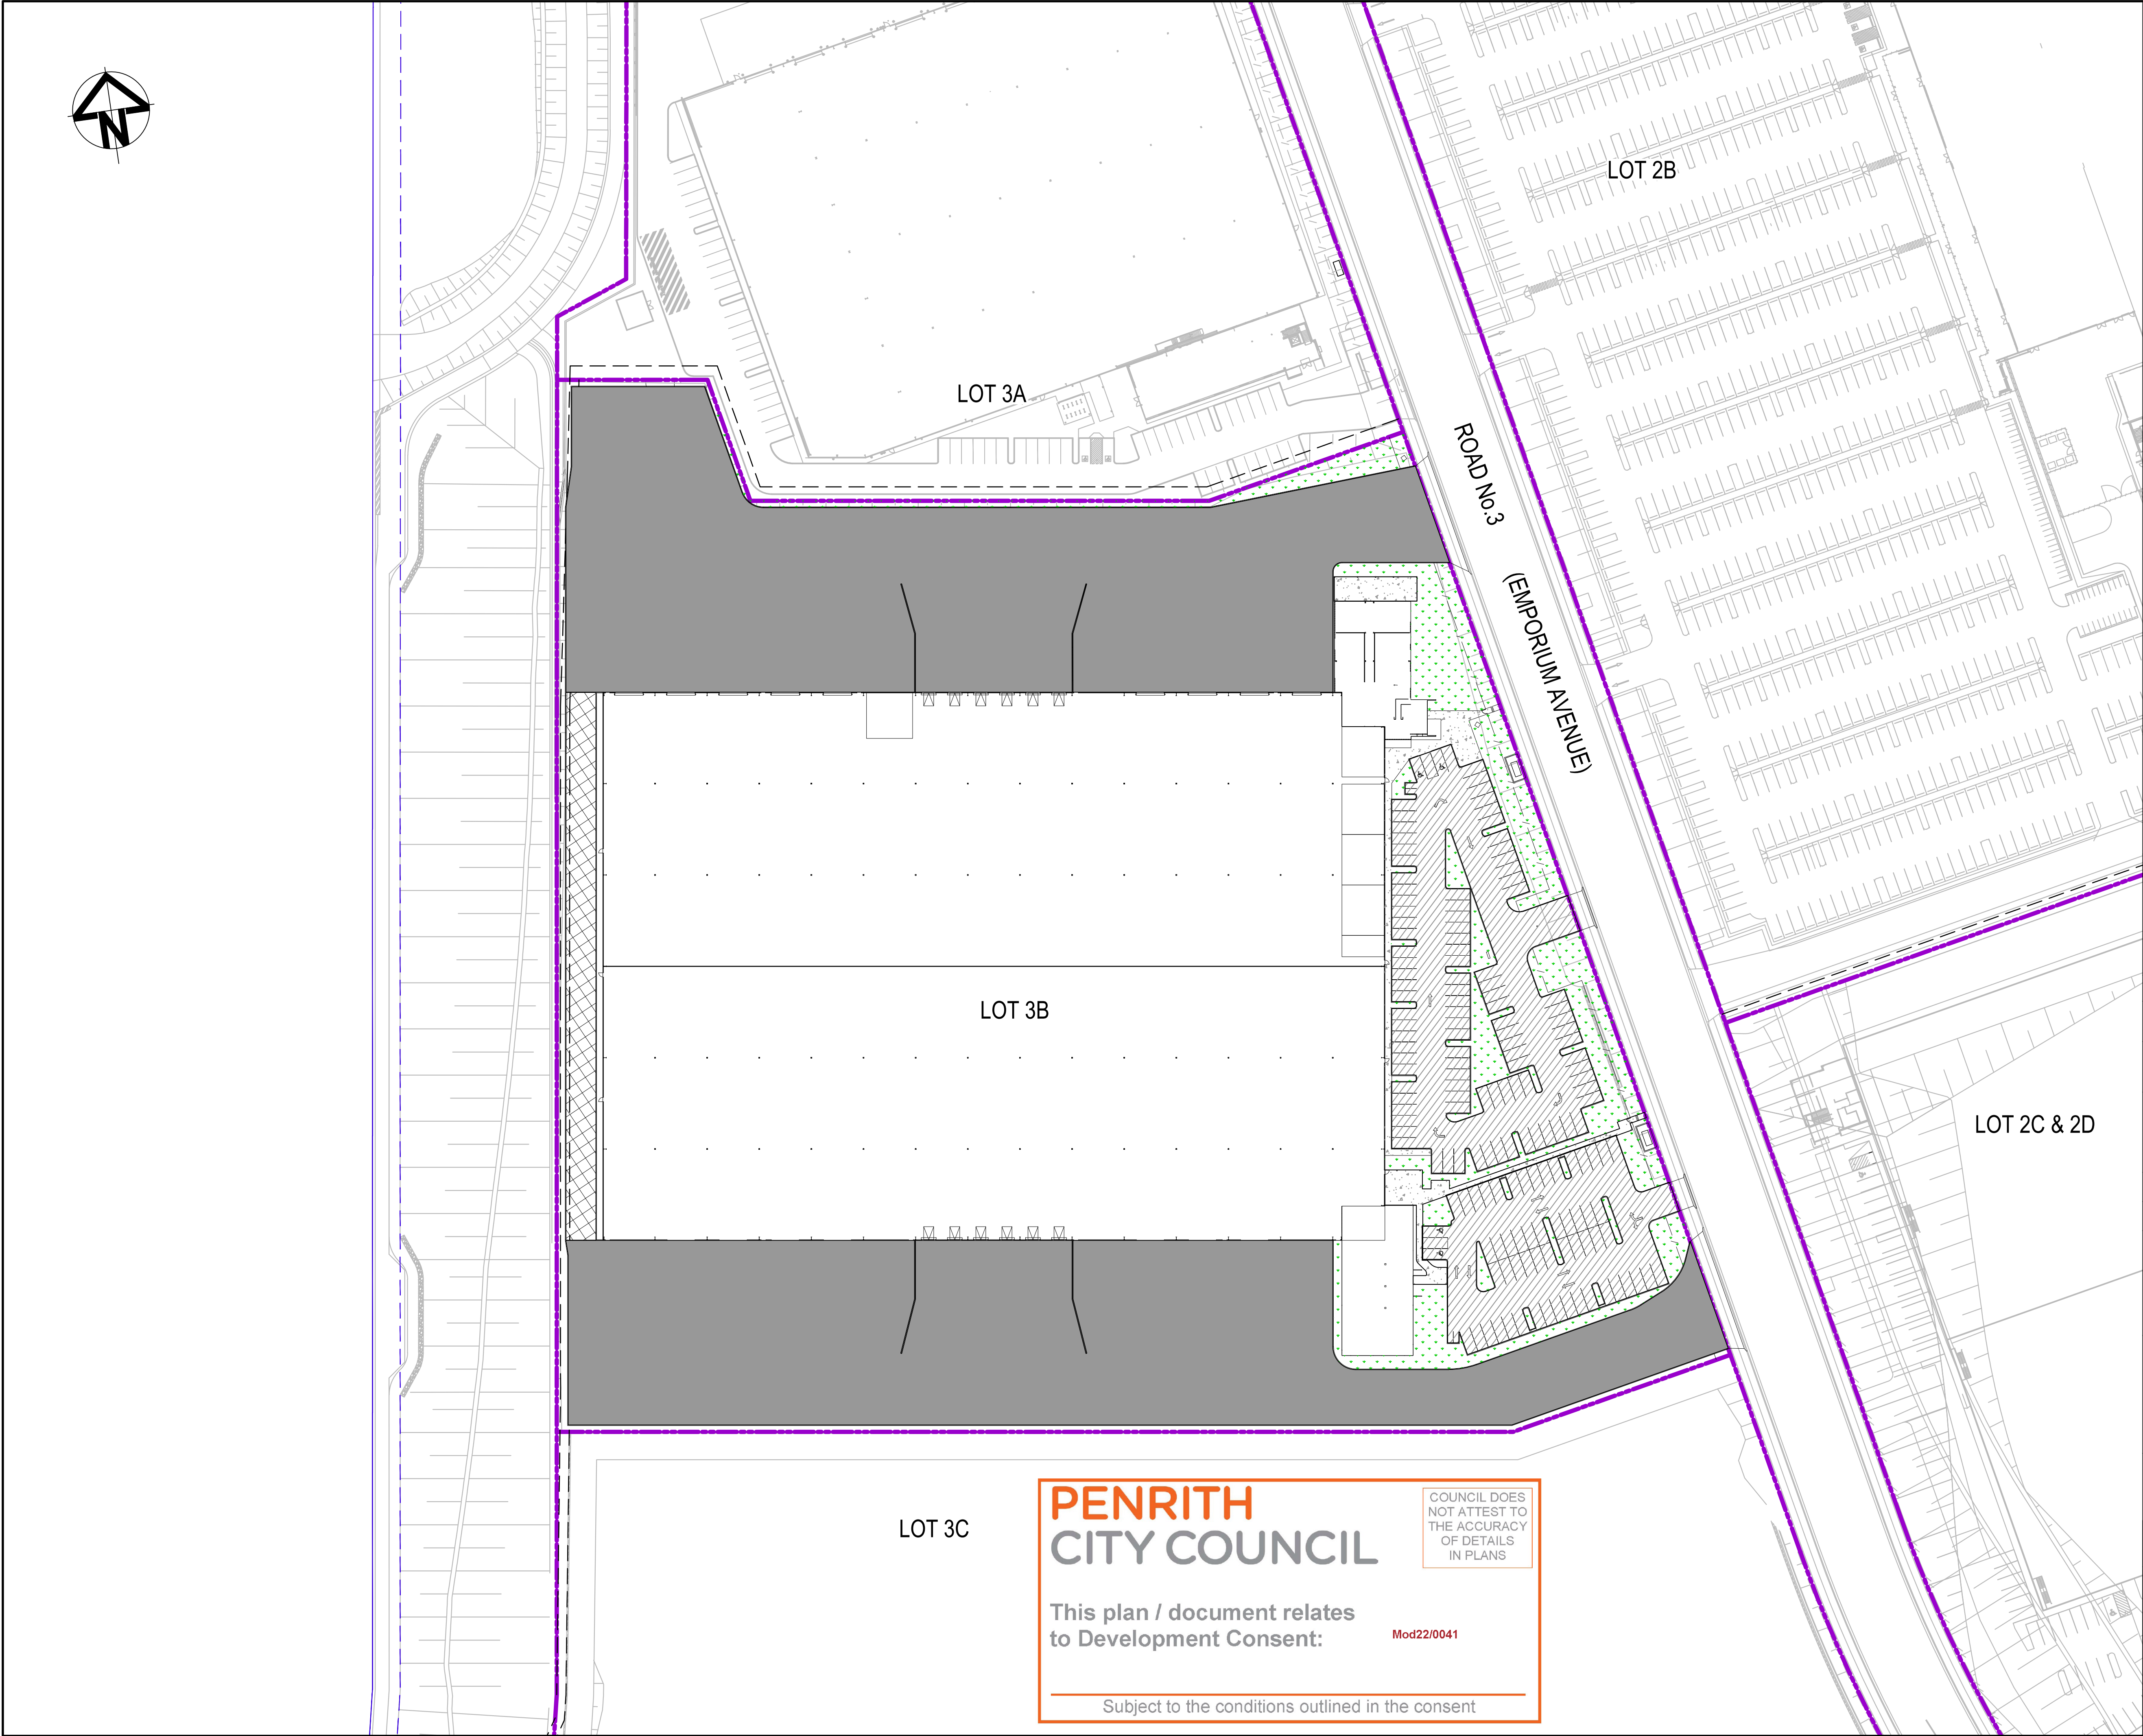 N
LOT 2B
LOT 3A
ROAD No.3
(EMPORIUM AVENUE)
LOT 3B
LOT 2C & 2D
LOT 3C
PENRITH
CITY COUNCIL
COUNCIL DOES
NOT ATTEST TO
THE ACCURACY
OF DETAILS
IN PLANS
This plan / document relates
to Development Consent:
Mod22/0041
Subject to the conditions outlined in the consent